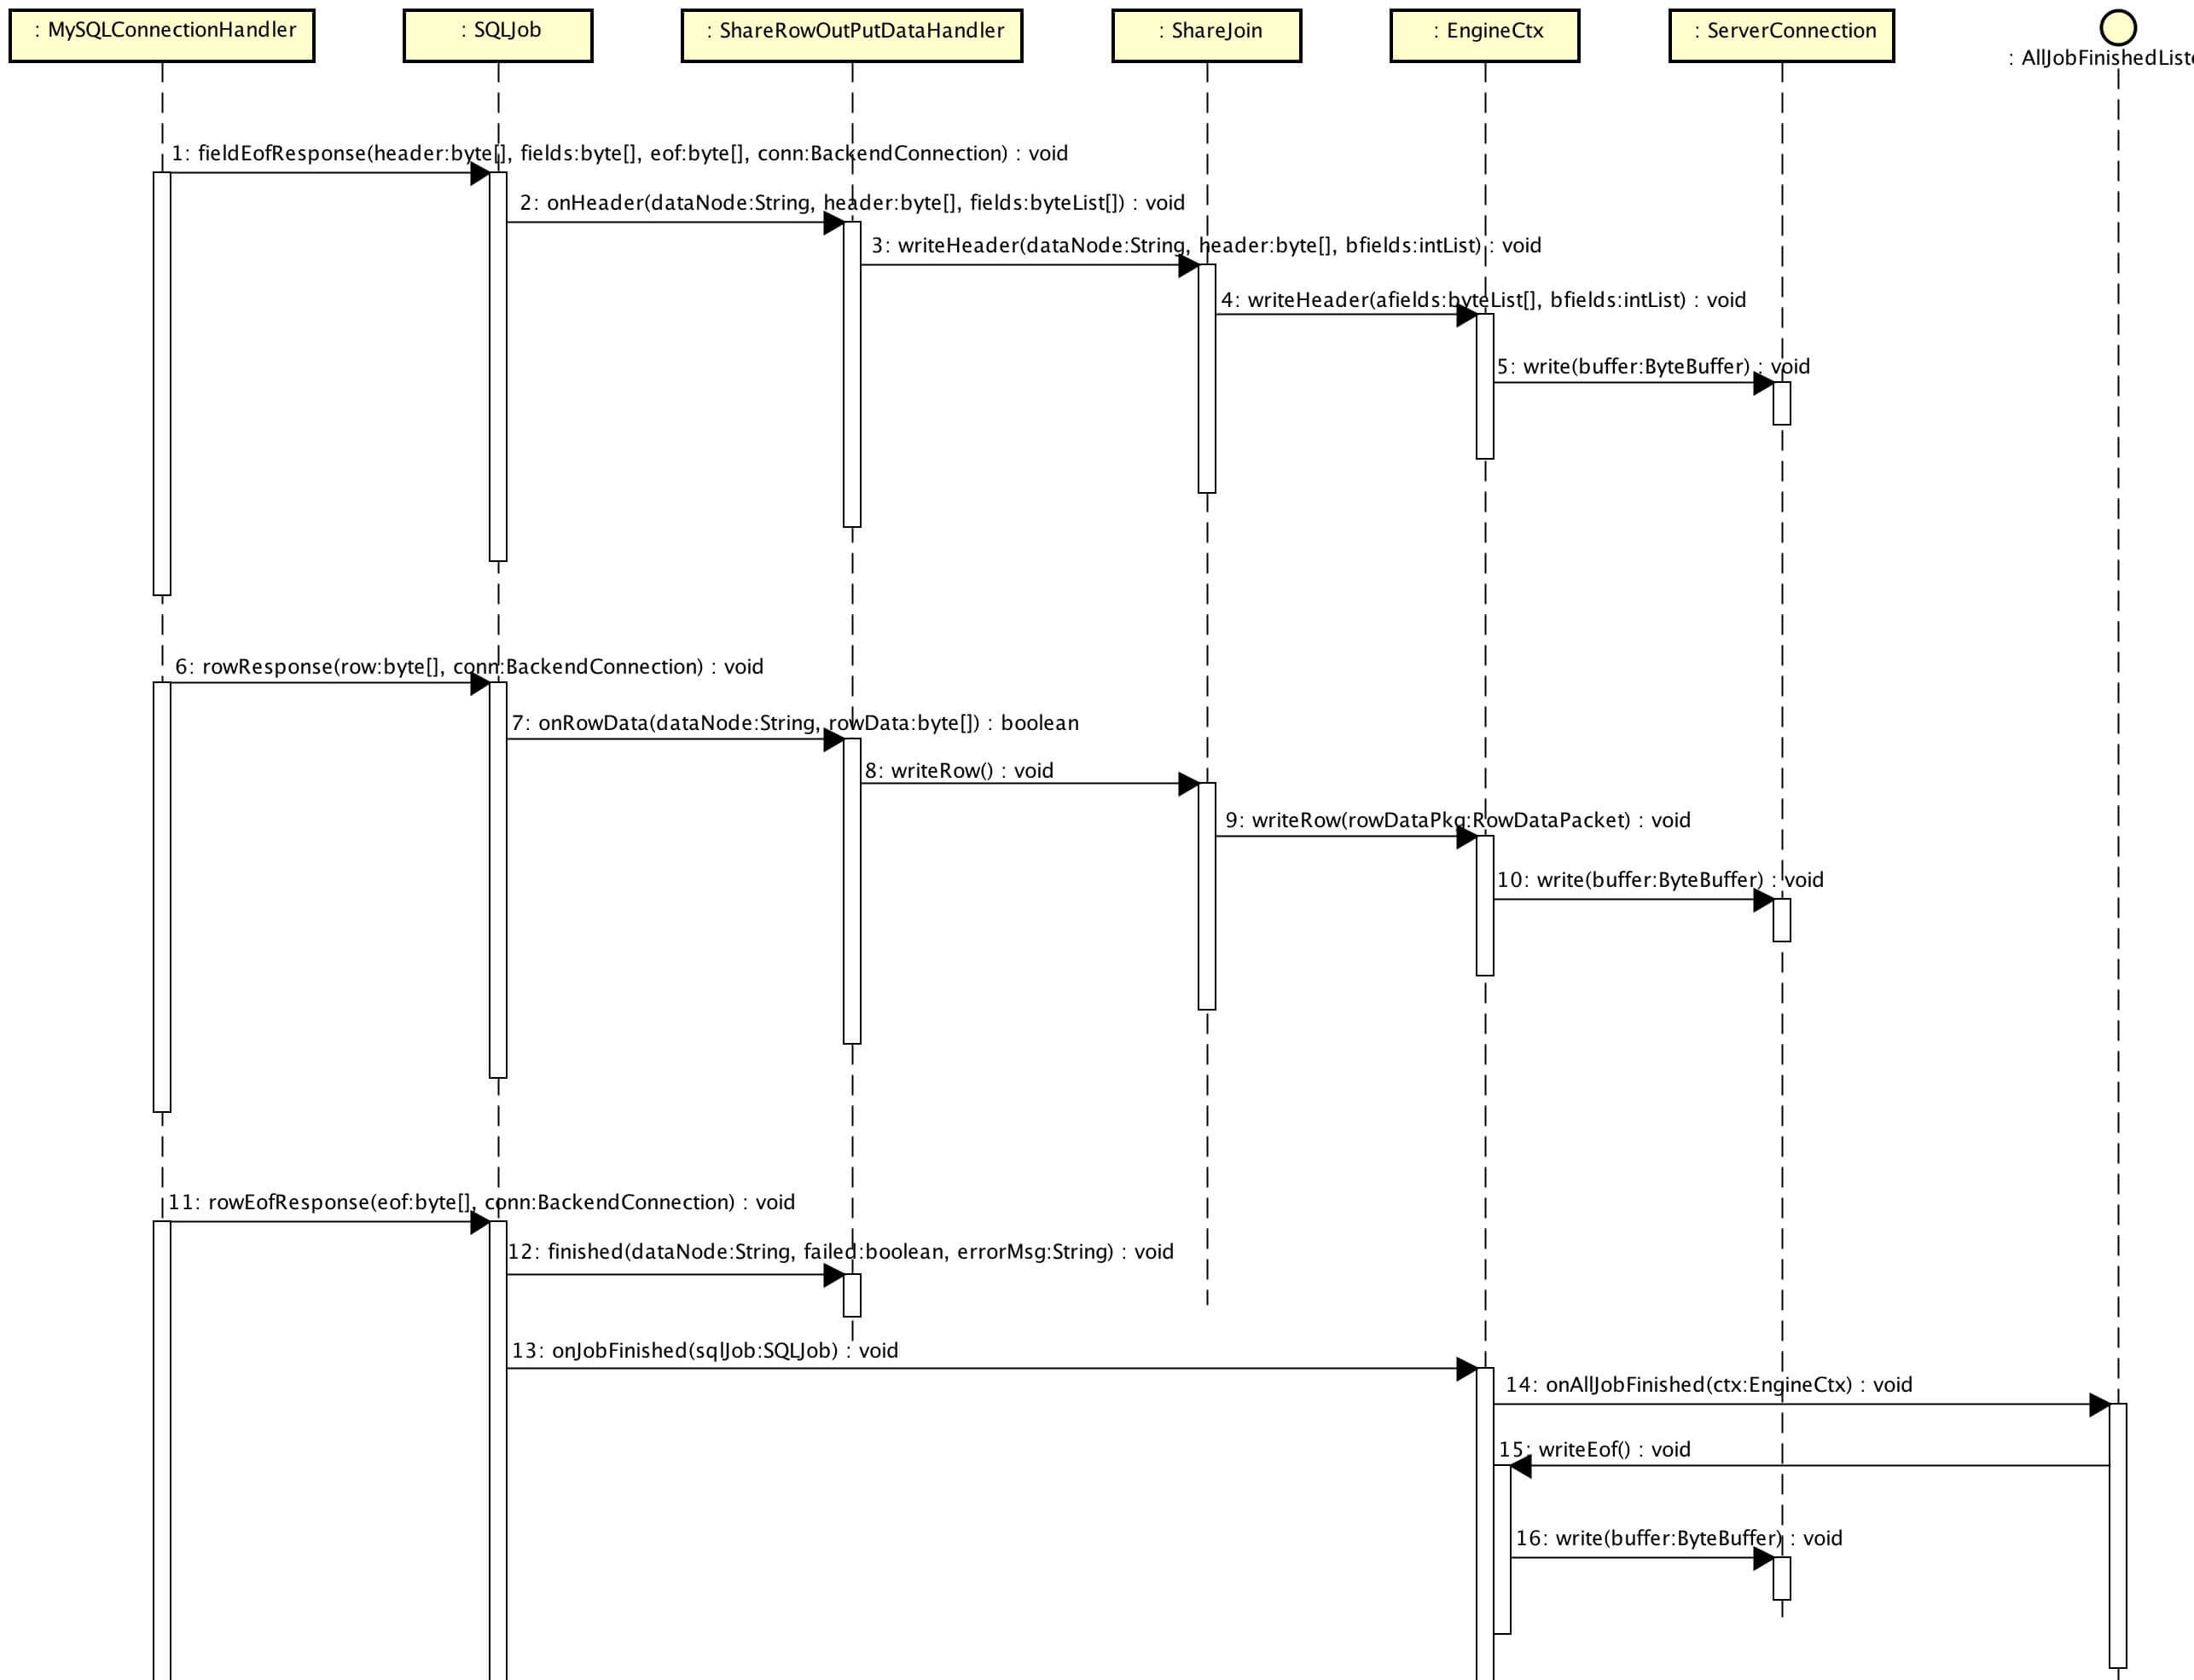 : MySQLConnectionHandler
: SQLJob
: ShareRowOutPutDataHandler
: ShareJoin
: EngineCtx
: ServerConnection
: AllJobFinishedListe
1: fieldEofResponse(header:byte[], fields:byte[], eof:byte[], conn:BackendConnection) : void
2: onHeader(dataNode:String, header:byte[], fields:byteList[]) : void
3: writeHeader(dataNode:String, header:byte[], bfields:intList) : void
4: writeHeader(afields:byteList[], bfields:intList) : void
5: write(buffer:ByteBuffer) : void
6: rowResponse(row:byte[], conn:BackendConnection) : void
7: onRowData(dataNode:String, rowData:byte[]) : boolean
8: writeRow() : void
9: writeRow(rowDataPkg:RowDataPacket) : void
10: write(buffer:ByteBuffer) : void
11: rowEofResponse(eof:byte[], conn:BackendConnection) : void
12: finished(dataNode:String, failed:boolean, errorMsg:String) : void
13: onJobFinished(sqlJob:SQLJob) : void
14: onAllJobFinished(ctx:EngineCtx) : void
15: writeEof() : void
16: write(buffer:ByteBuffer) : void